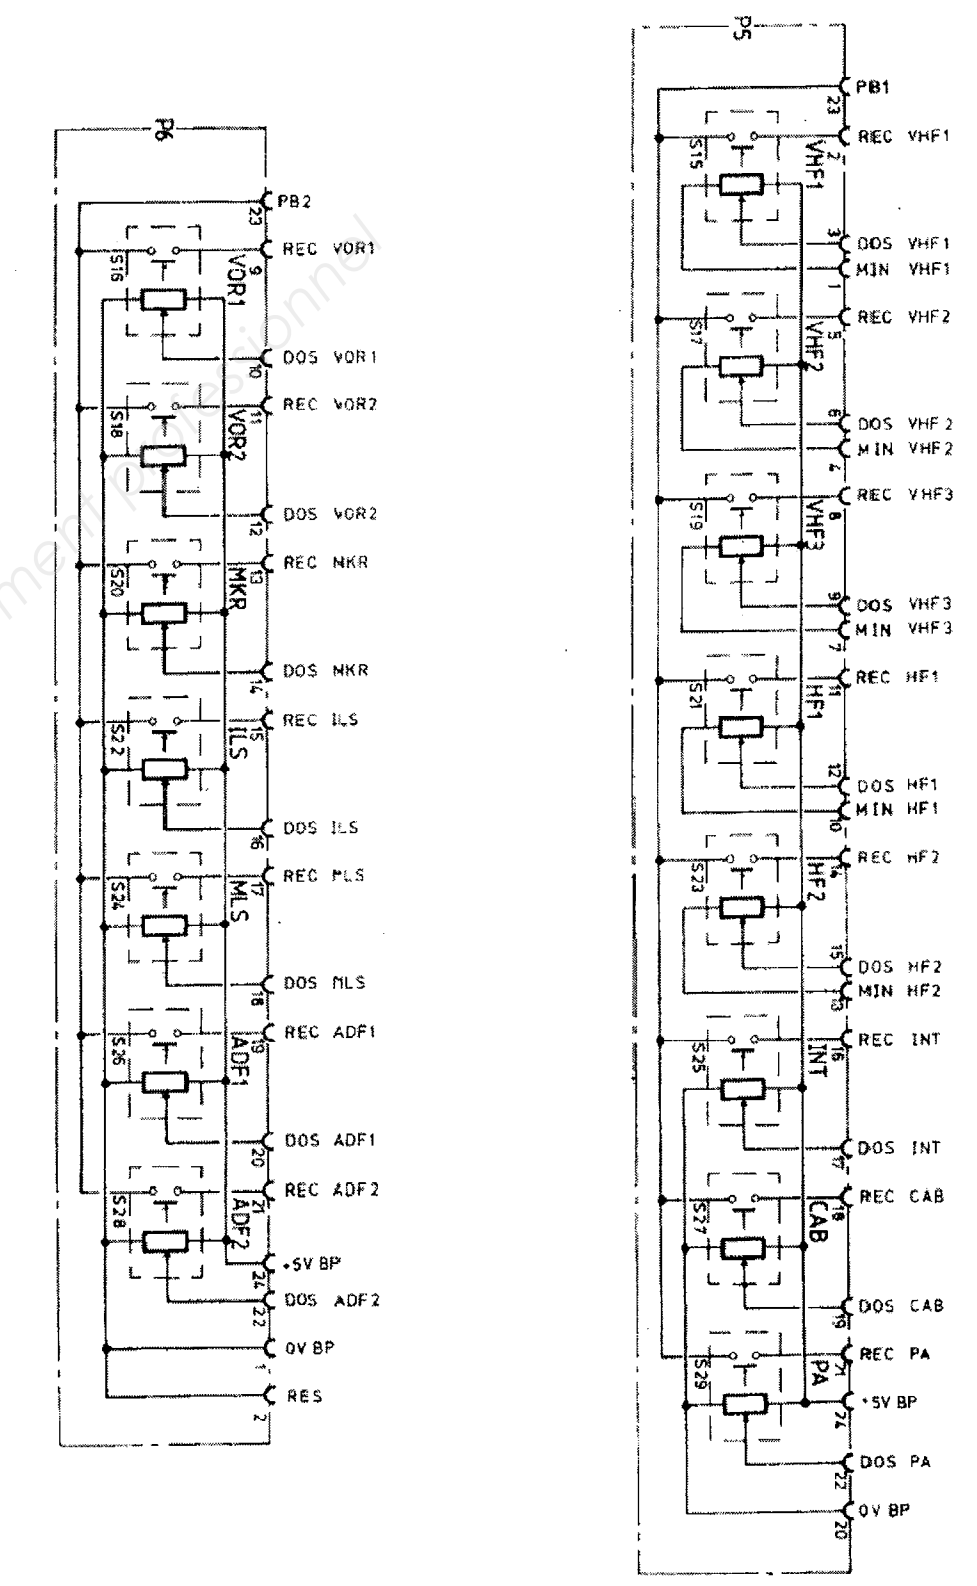 P6
PB2
23
REC VOR1
9
S16
VOR1
DOS VOR1
10
REC VOR2
11
S18
VOR2
DOS VOR2
12
REC MKR
13
S20
MKR
DOS MKR
14
REC ILS
15
S22
ILS
DOS ILS
16
REC MLS
17
S24
MLS
DOS MLS
18
REC ADF1
19
S26
ADF1
DOS ADF1
20
REC ADF2
21
S28
ADF2
+5V BP
24
DOS ADF2
22
0V BP
1
RES
2
P5
PB1
23
REC VHF1
2
S15
VHF1
3
DOS VHF1
MIN VHF1
1
REC VHF2
5
S17
VHF2
6
DOS VHF2
MIN VHF2
4
REC VHF3
8
S19
VHF3
9
DOS VHF3
MIN VHF3
7
REC HF1
11
S21
HF1
12
DOS HF1
MIN HF1
10
REC HF2
14
S23
HF2
15
DOS HF2
MIN HF2
13
REC INT
16
S25
INT
DOS INT
17
REC CAB
18
S27
CAB
DOS CAB
19
REC PA
21
S29
PA
+5V BP
24
DOS PA
22
0V BP
20
professionnel